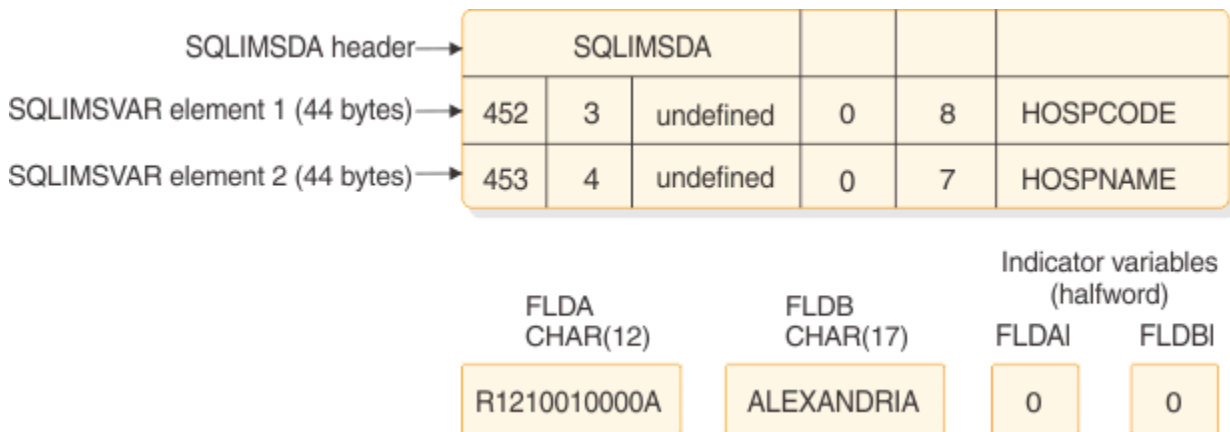 SQLIMSDA header SQLIMSDA
SQLIMSVAR element 1 (44 bytes) 452 3 undefined 0 8 HOSPCODE
SQLIMSVAR element 2 (44 bytes) 453 4 undefined 0 7 HOSPNAME
Indicator variables
(halfword)
FLDA FLDB
CHAR(12) CHAR(17) FLDAI FLDBI
R1210010000A ALEXANDRIA 0 0